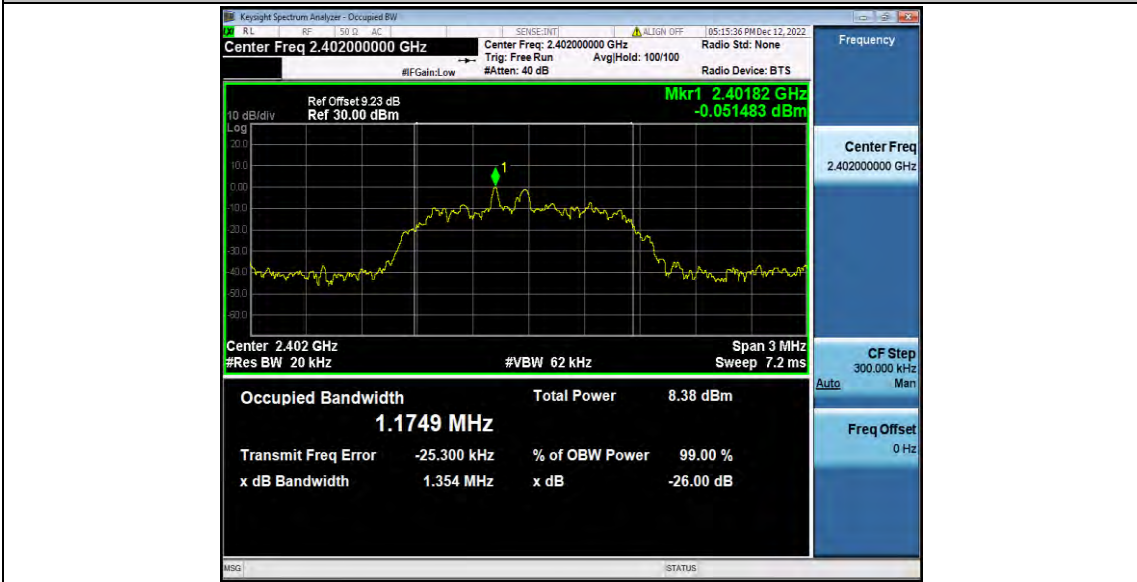 Keysight Spectrum Analyzer - Occupied BW
RL RF 50 Ω AC SENSE:INT ALIGN OFF 05:15:36 PM Dec 12, 2022
Center Freq 2.402000000 GHz Center Freq: 2.402000000 GHz Radio Std: None
Trig: Free Run Avg|Hold: 100/100
#IFGain:Low #Atten: 40 dB Radio Device: BTS
Frequency
Ref Offset 9.23 dB Mkr1 2.40182 GHz
10 dB/div Ref 30.00 dBm -0.051483 dBm
Log
20.0
10.0
1
0.00
-10.0
-20.0
-30.0
-40.0
-50.0
-60.0
Center 2.402 GHz Span 3 MHz
#Res BW 20 kHz #VBW 62 kHz Sweep 7.2 ms
Center Freq
2.402000000 GHz
CF Step
300.000 kHz
Auto Man
Freq Offset
0 Hz
Occupied Bandwidth Total Power 8.38 dBm
1.1749 MHz
Transmit Freq Error -25.300 kHz % of OBW Power 99.00 %
x dB Bandwidth 1.354 MHz x dB -26.00 dB
MSG STATUS